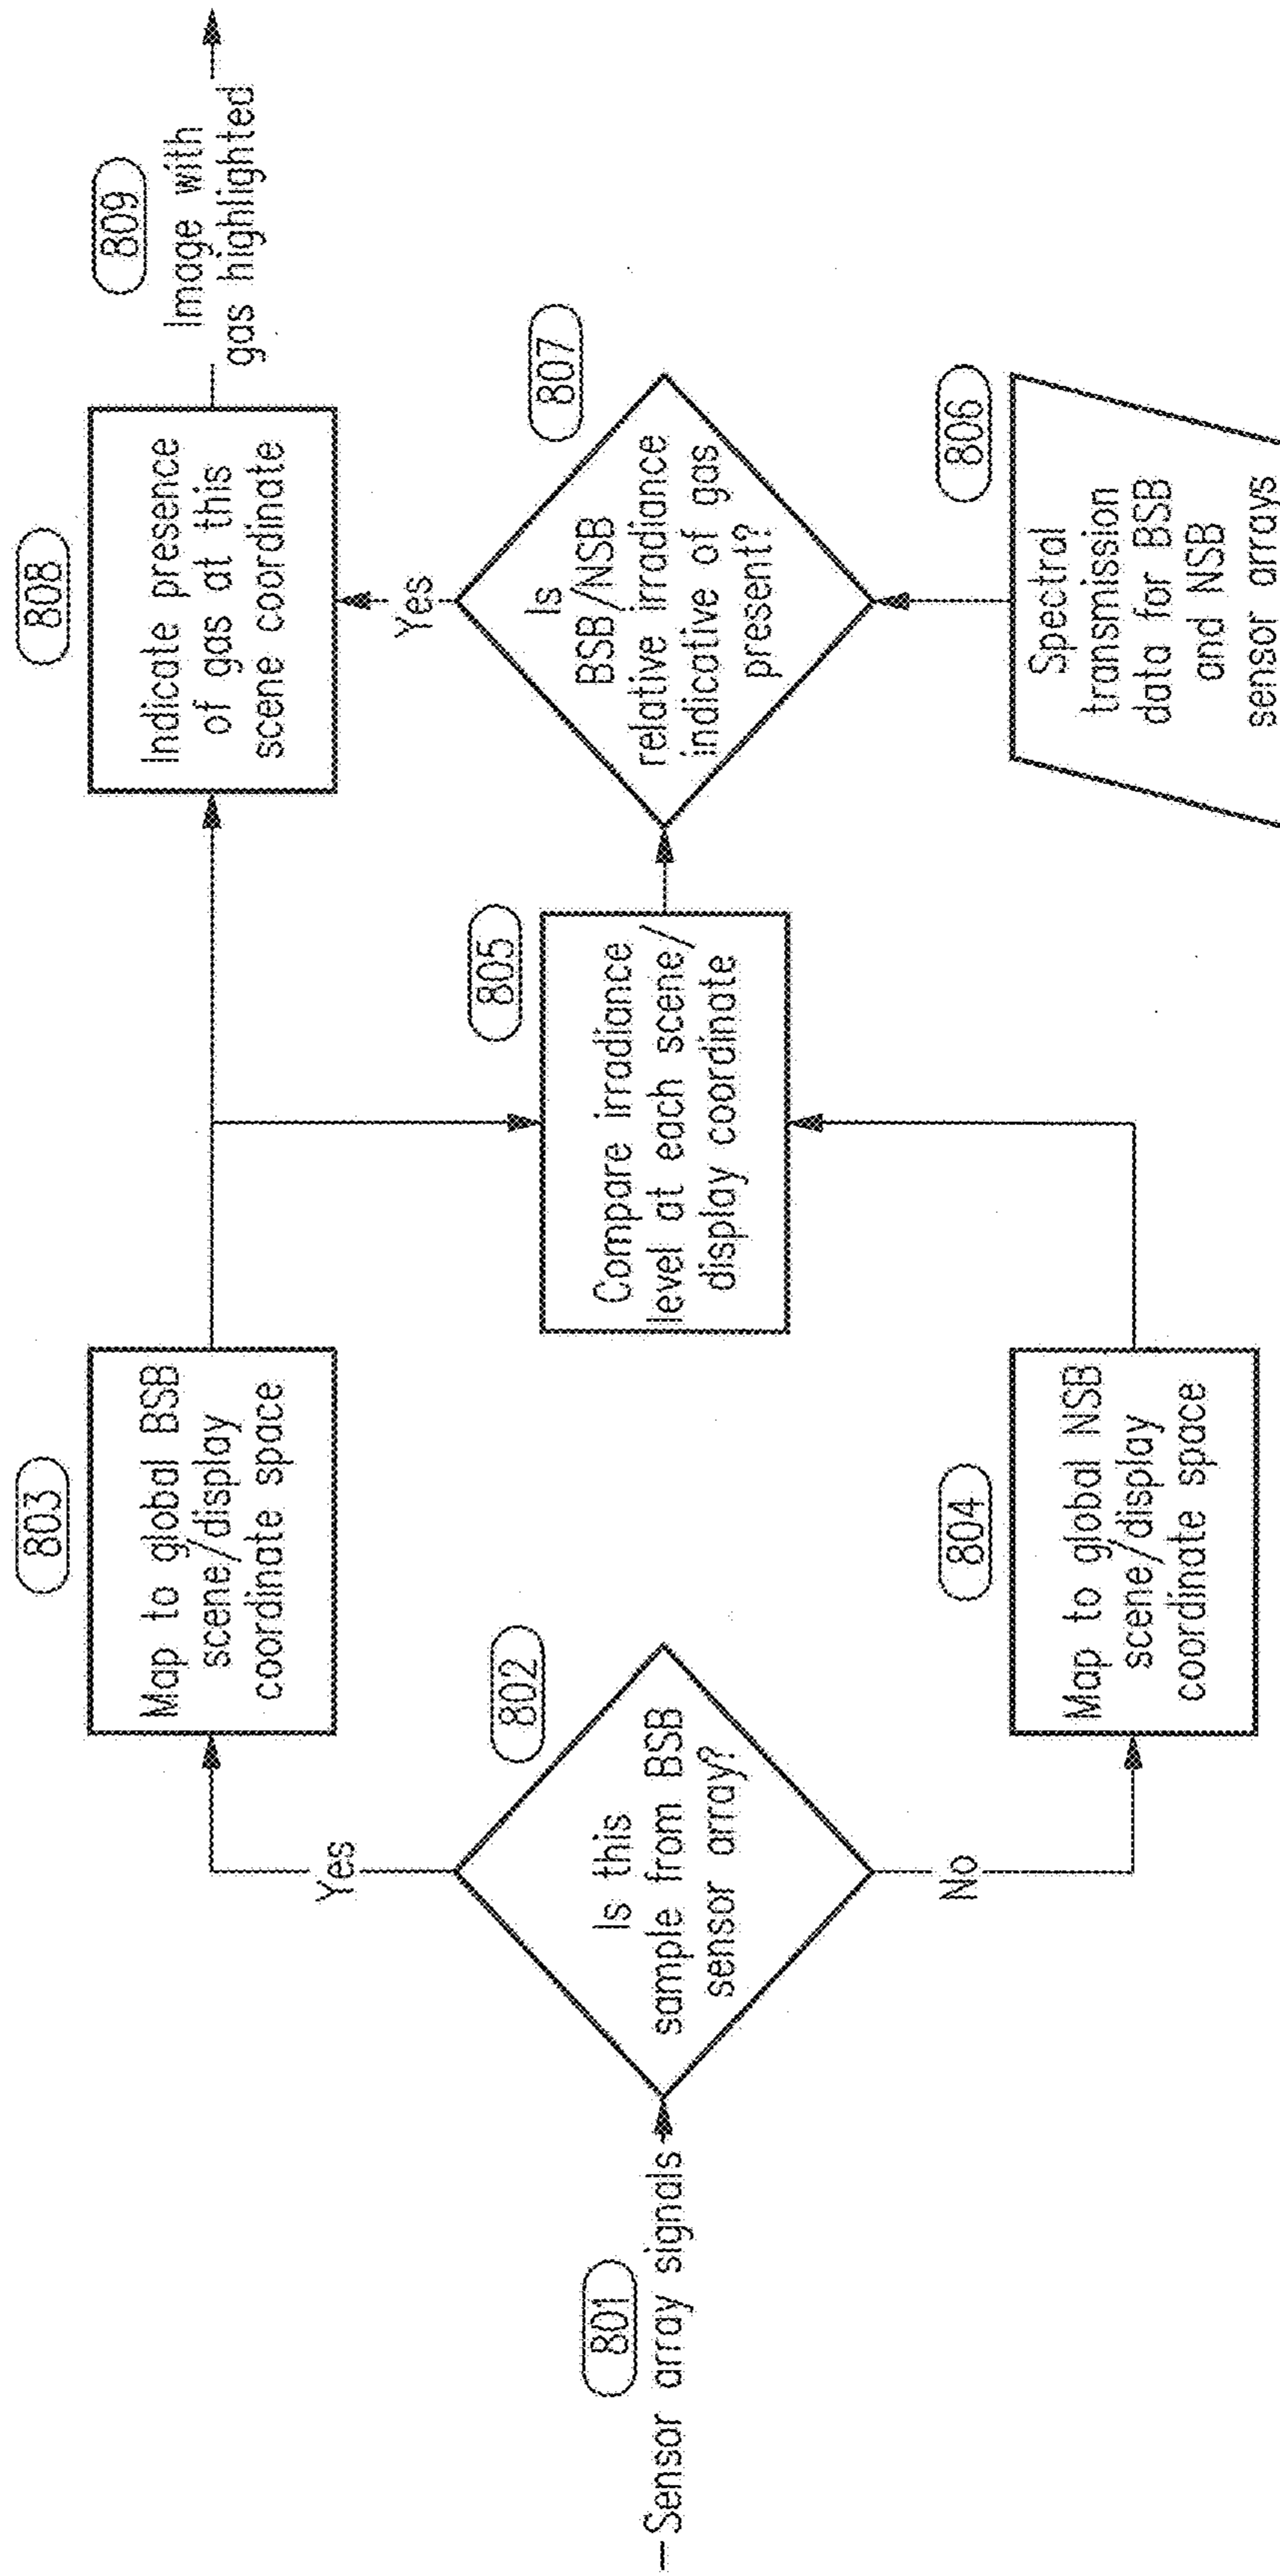 801
Sensor array signals
802
Is this
sample from BSB
sensor array?
Yes
No
803
Map to global BSB
scene/display
coordinate space
804
Map to global NSB
scene/display
coordinate space
805
Compare irradiance
level at each scene/
display coordinate
806
Spectral
transmission
data for BSB
and NSB
sensor arrays
807
Is
BSB/NSB
relative irradiance
indicative of gas
present?
Yes
808
Indicate presence
of gas at this
scene coordinate
809
Image with
gas highlighted